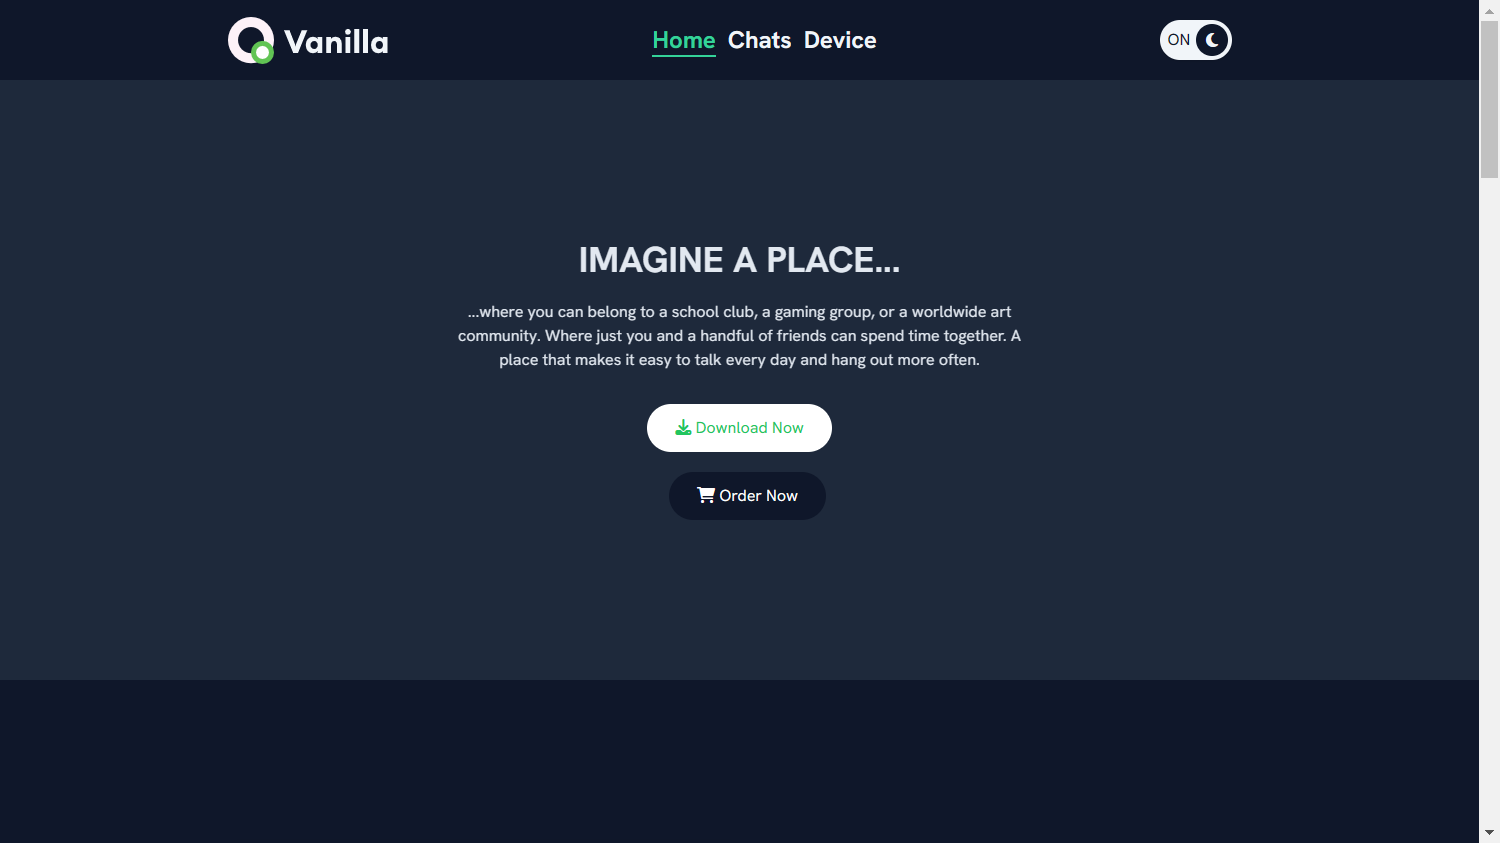 Vanilla
Home Chats Device
ON
IMAGINE A PLACE...
...where you can belong to a school club, a gaming group, or a worldwide art
community. Where just you and a handful of friends can spend time together. A
place that makes it easy to talk every day and hang out more often.
Download Now
Order Now